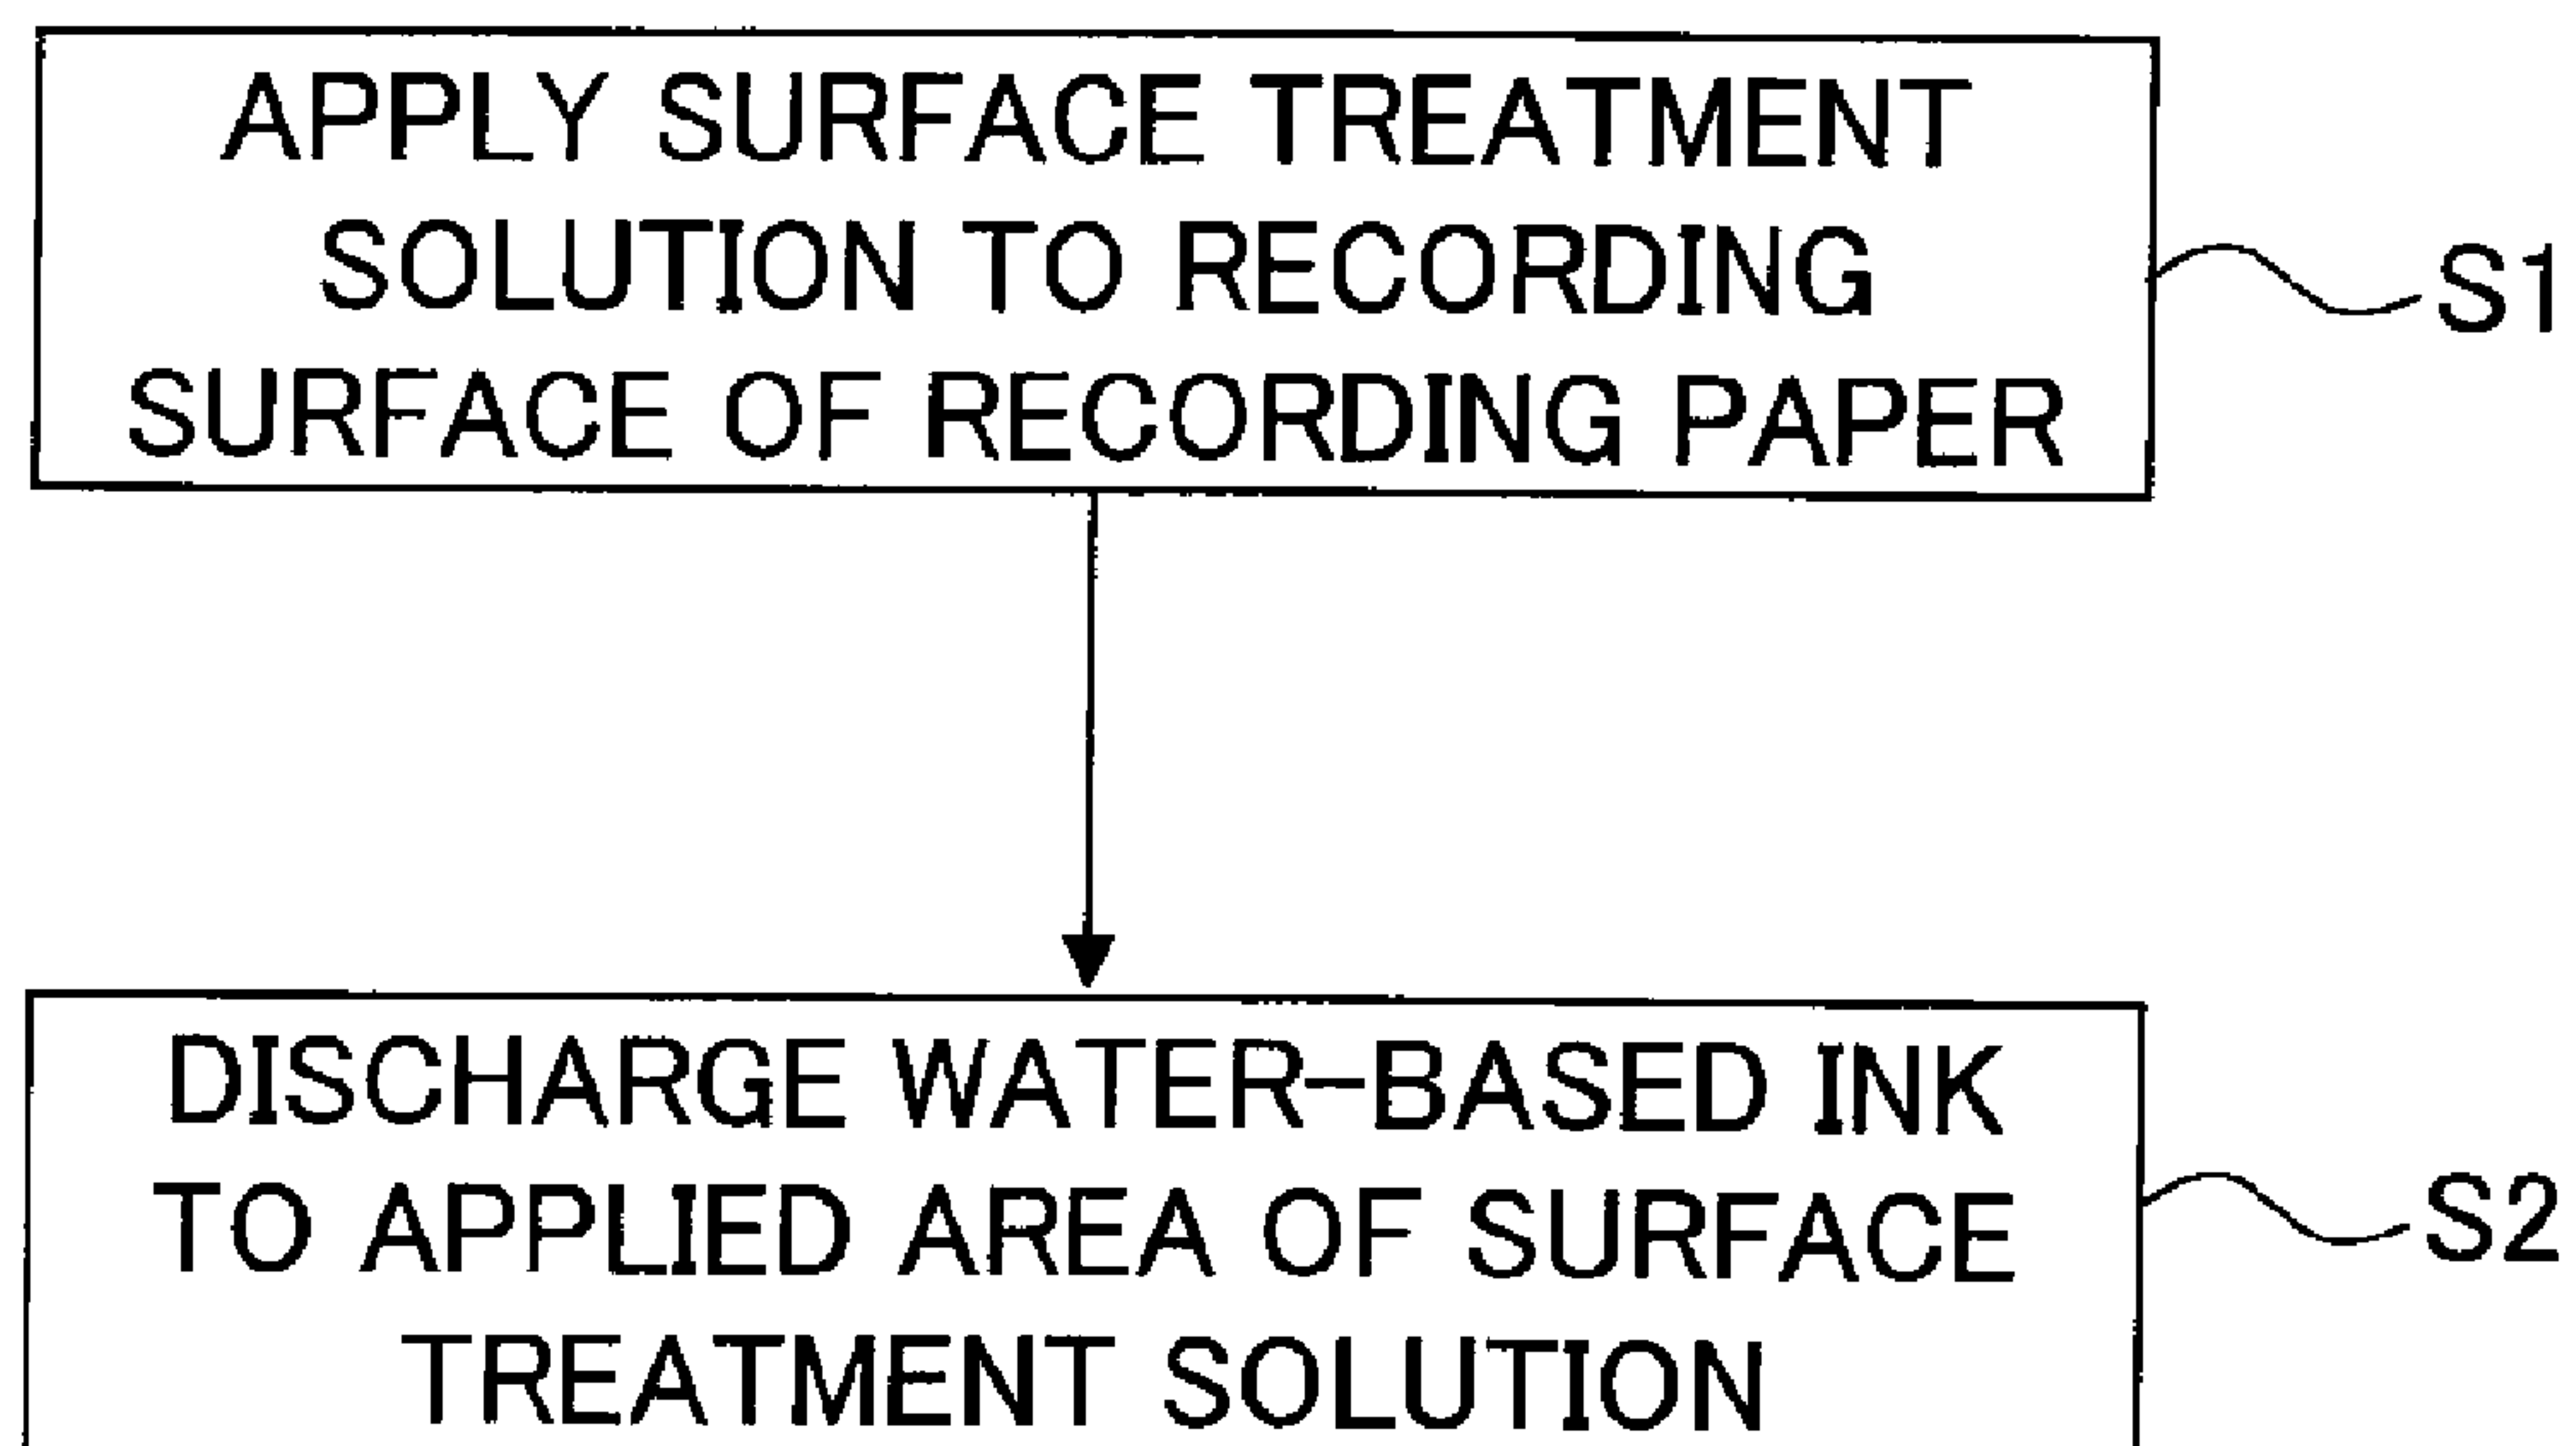 APPLY SURFACE TREATMENT
SOLUTION TO RECORDING
SURFACE OF RECORDING PAPER
S1
DISCHARGE WATER-BASED INK
TO APPLIED AREA OF SURFACE
TREATMENT SOLUTION
S2